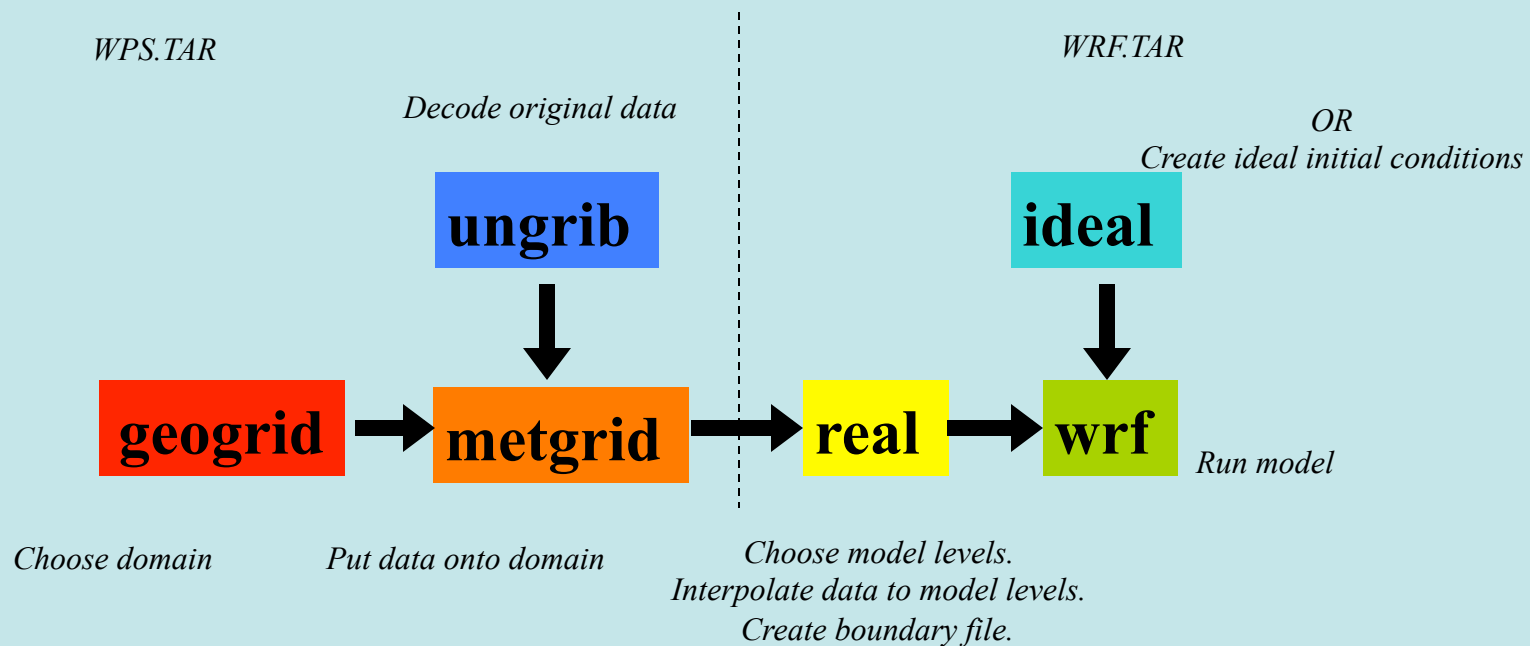 WPS.TAR
WRF.TAR
Decode original data
OR
Create ideal initial conditions
ungrib
ideal
geogrid
metgrid
real
wrf
Run model
Choose domain
Put data onto domain
Choose model levels.
Interpolate data to model levels.
Create boundary file.